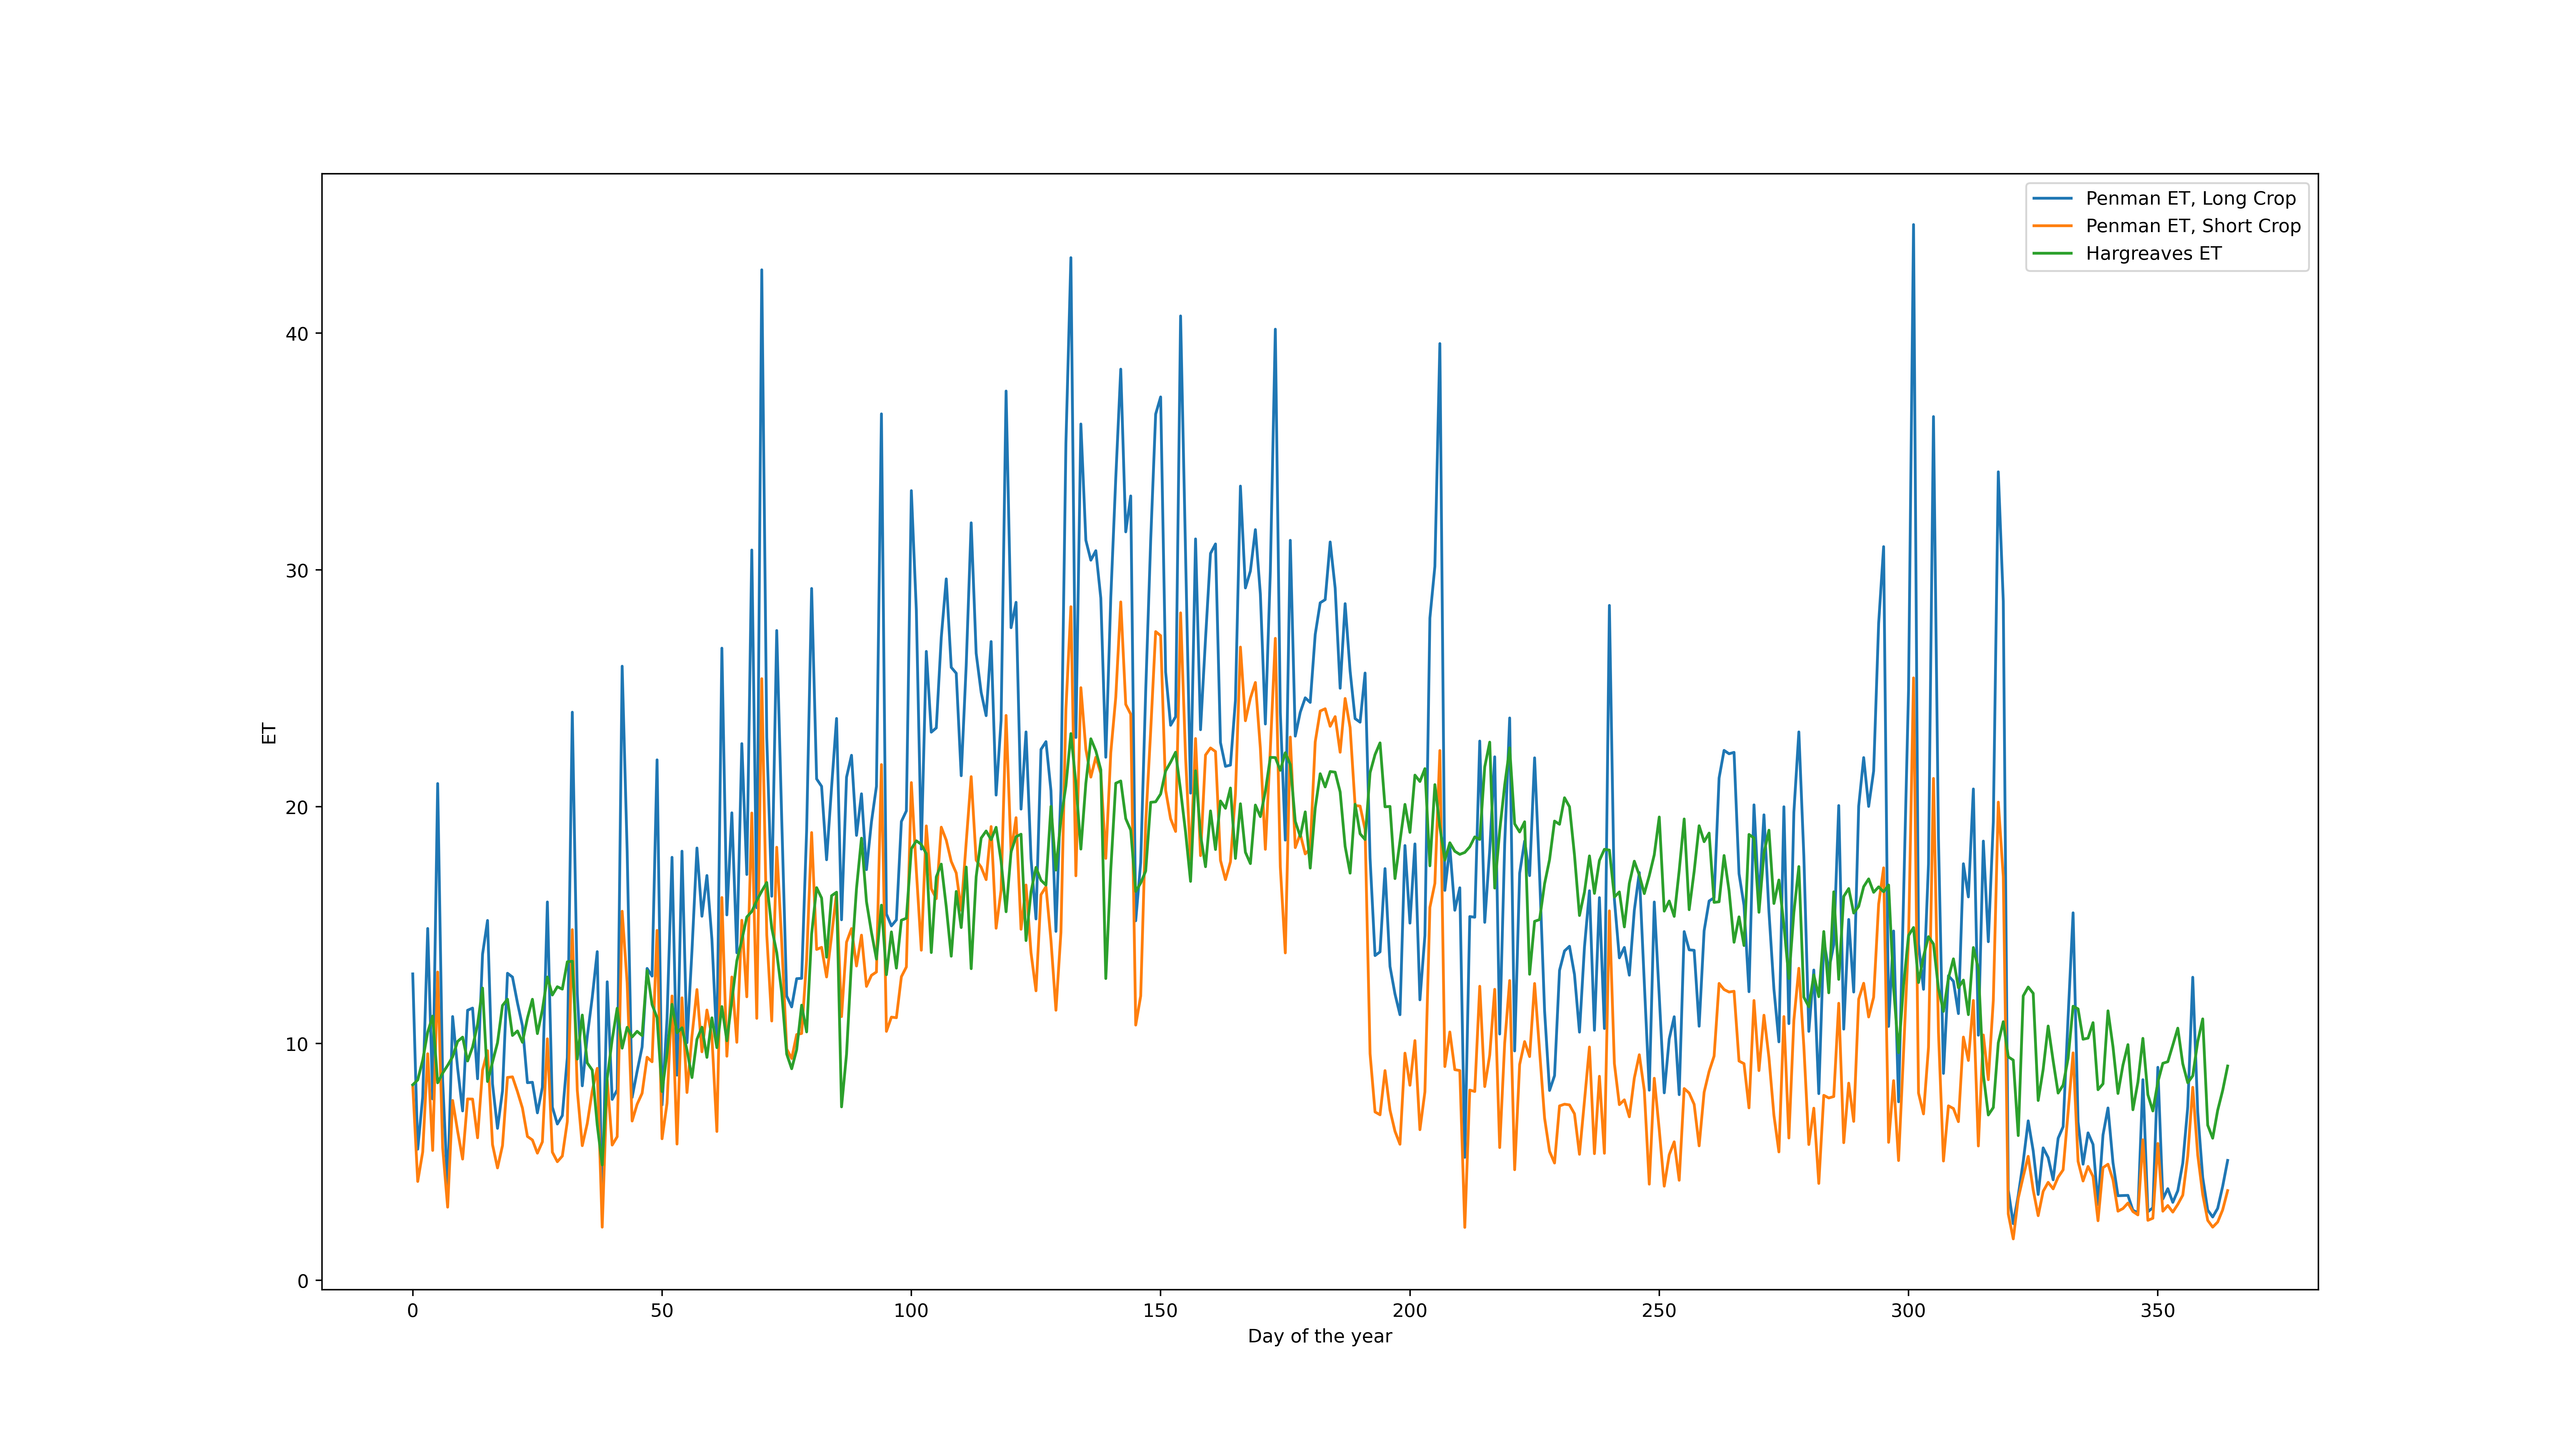 Penman ET, Long Crop
Penman ET, Short Crop
Hargreaves ET
40
30
20
10
0
ET
0 50 100 150 200 250 300 350
Day of the year